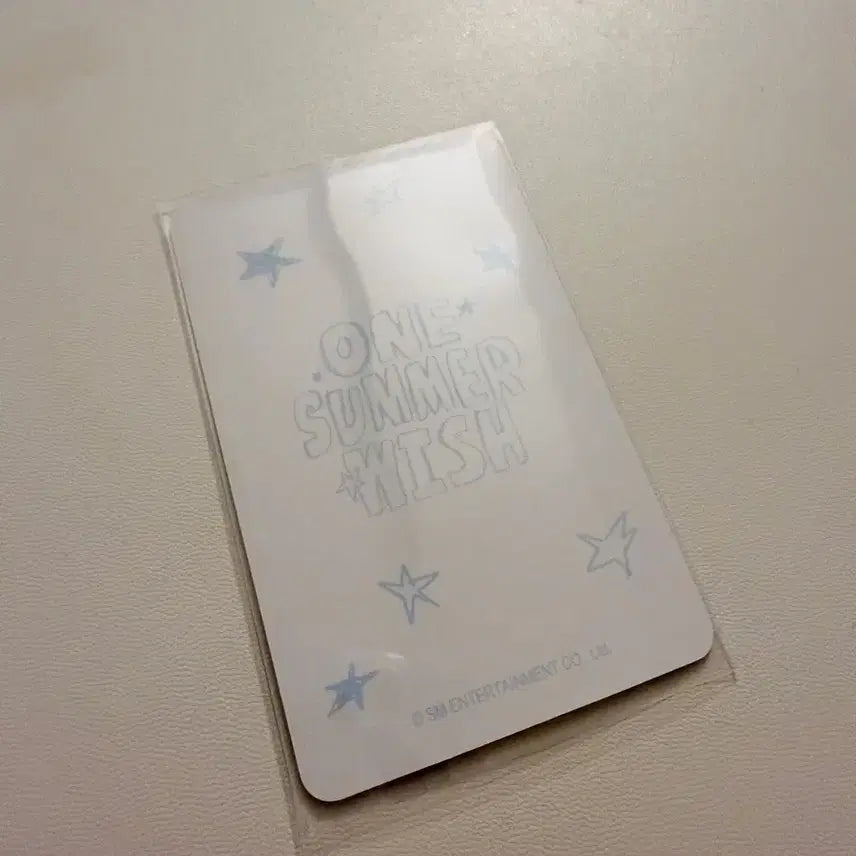 ONE
SUMMER
WISH
© SM ENTERTAINMENT CO., Ltd.